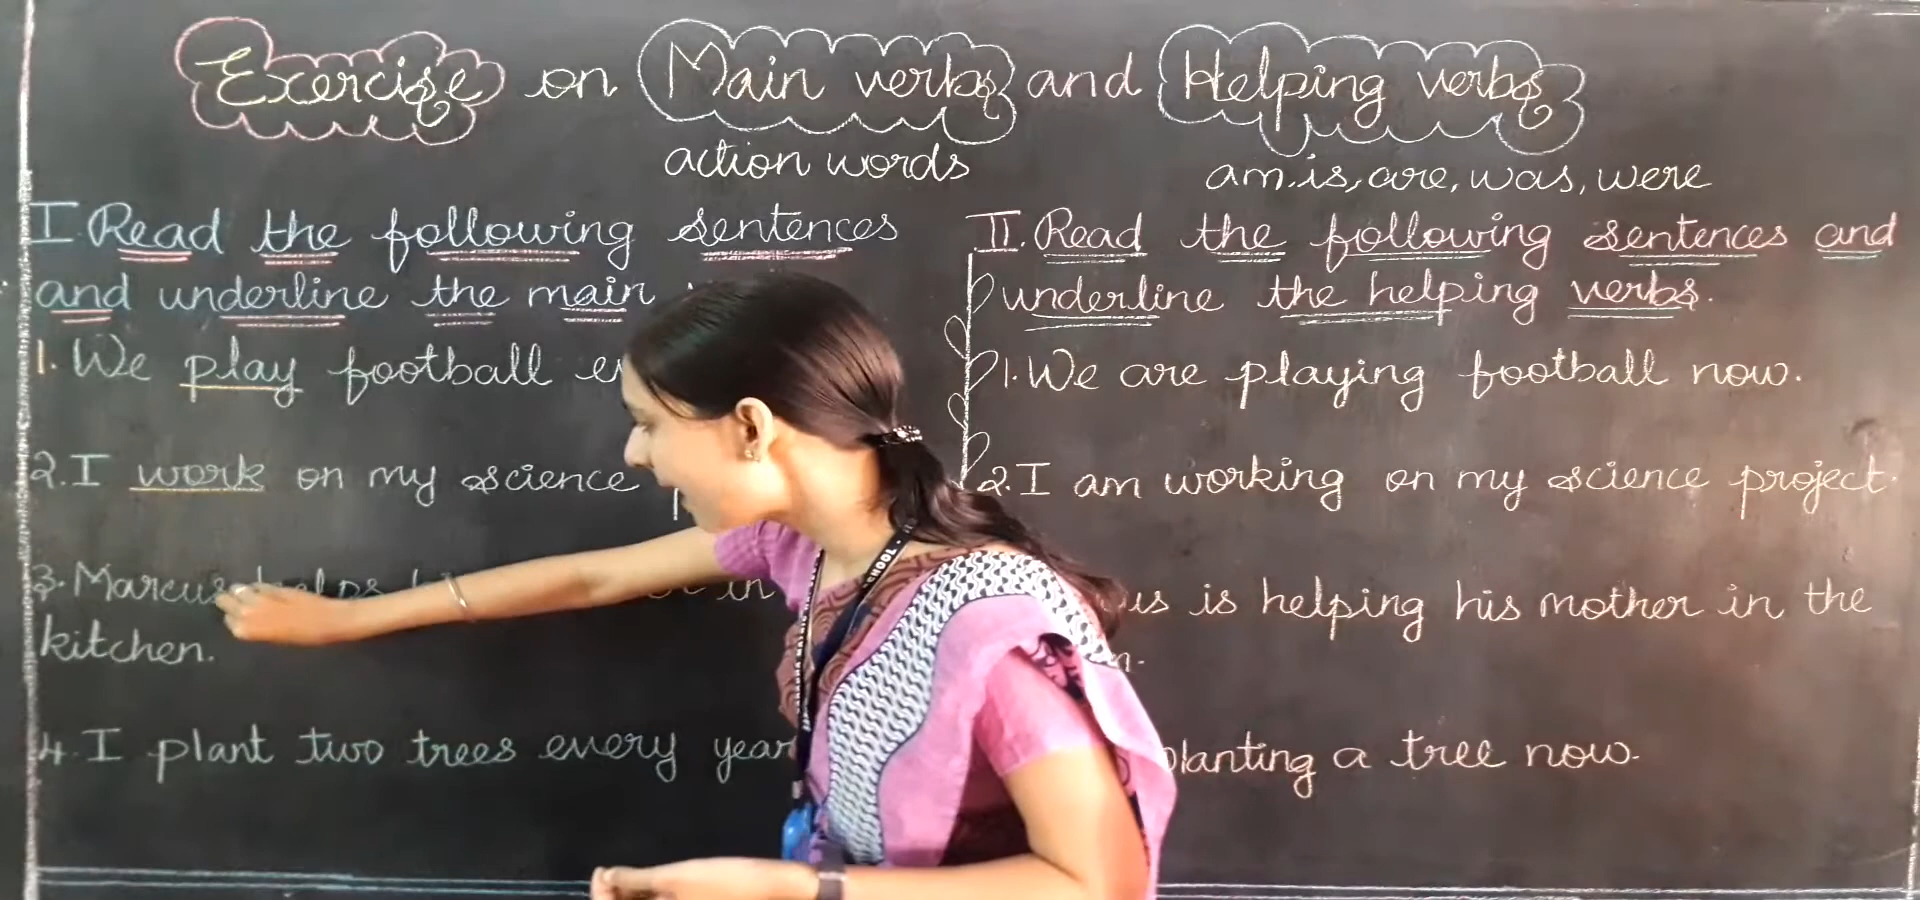 Exercise on Main verbs and Helping verbs
action words
am, is, are, was, were
I. Read the following sentences
and underline the main
1. We play football
2. I work on my science
3. Marcus helps in
kitchen.
4. I plant two trees every year
II. Read the following sentences and
underline the helping verbs.
1. We are playing football now.
2. I am working on my science project.
is helping his mother in the
planting a tree now.
SCHOOL